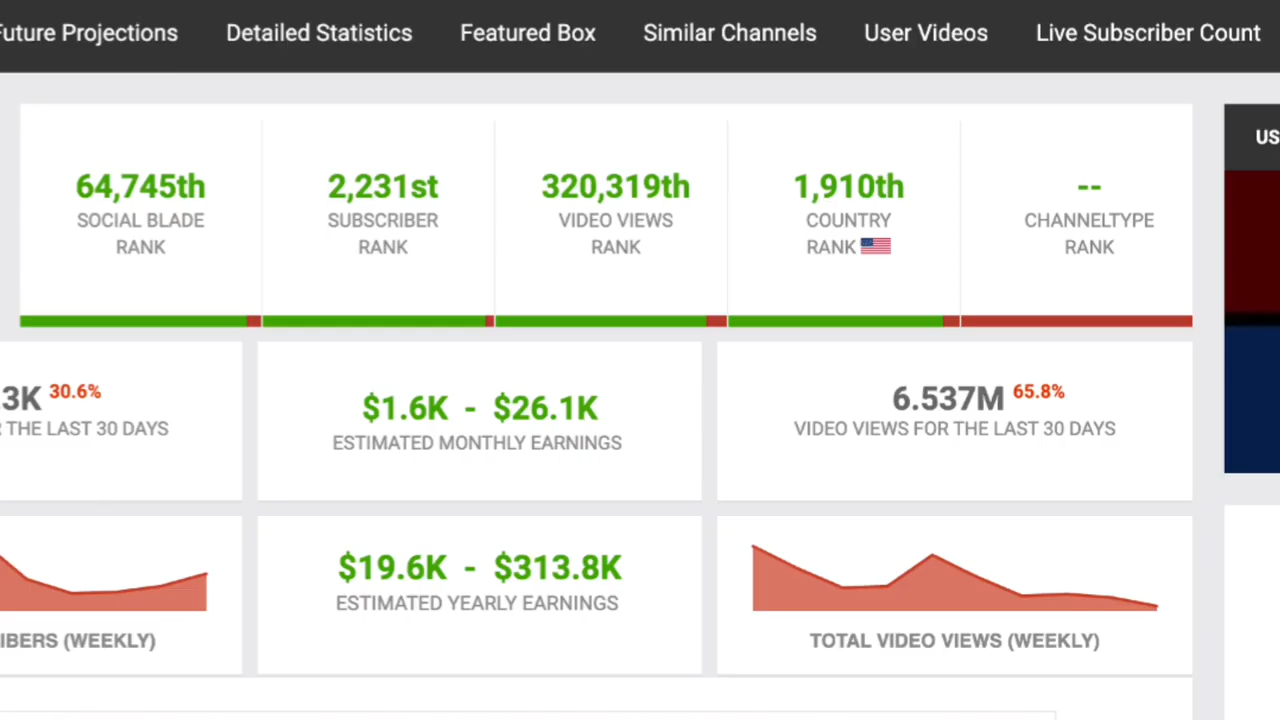 Future Projections
Detailed Statistics
Featured Box
Similar Channels
User Videos
Live Subscriber Count
64,745th
SOCIAL BLADE
RANK
2,231st
SUBSCRIBER
RANK
320,319th
VIDEO VIEWS
RANK
1,910th
COUNTRY
RANK
--
CHANNELTYPE
RANK
US
.3K 30.6%
THE LAST 30 DAYS
$1.6K - $26.1K
ESTIMATED MONTHLY EARNINGS
6.537M 65.8%
VIDEO VIEWS FOR THE LAST 30 DAYS
IBERS (WEEKLY)
$19.6K - $313.8K
ESTIMATED YEARLY EARNINGS
TOTAL VIDEO VIEWS (WEEKLY)